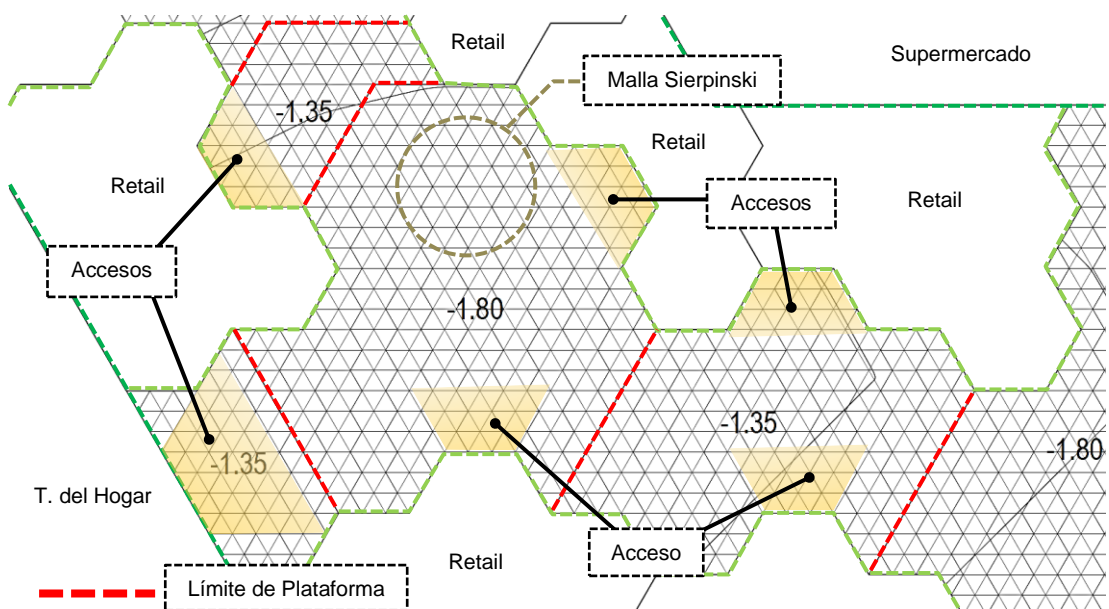 Retail
Supermercado
Malla Sierpinski
-1.35
Retail
Retail
Accesos
Retail
Accesos
-1.80
-1.35
-1.80
-1.35
T. del Hogar
Acceso
Retail
Límite de Plataforma